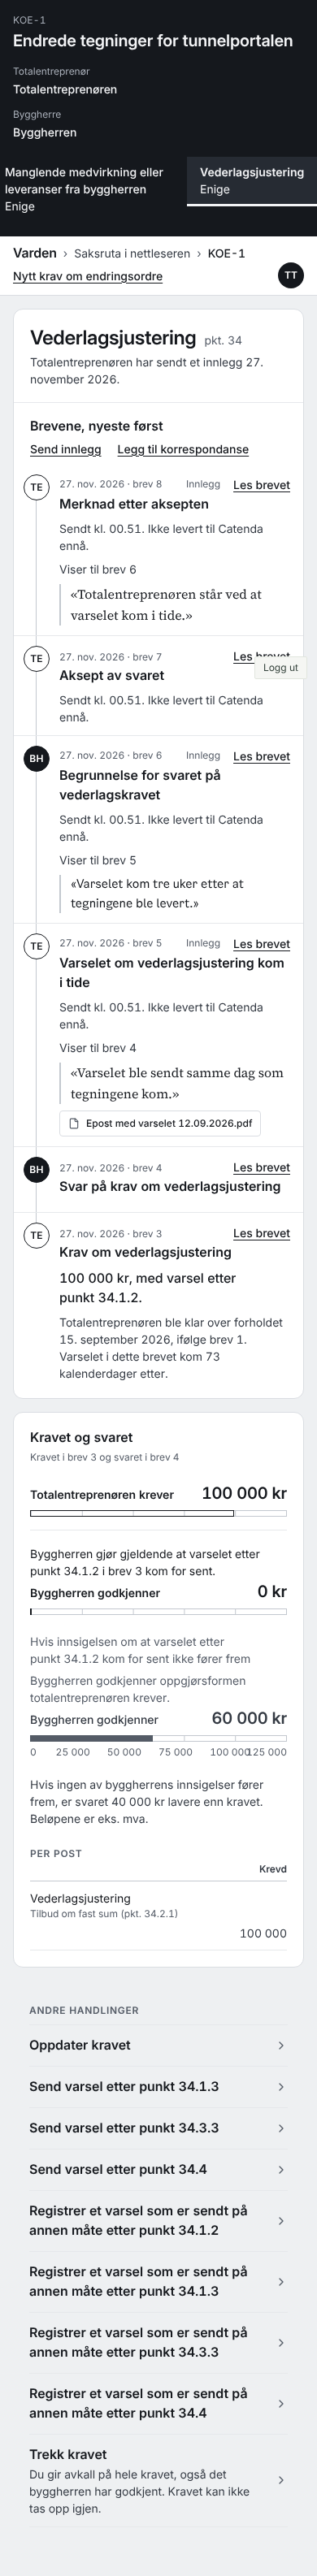 KOE-1
Endrede tegninger for tunnelportalen
Totalentreprenør
Totalentreprenøren
Byggherre
Byggherren
Manglende medvirkning eller
leveranser fra byggherren
Enige
Vederlagsjustering
Enige
Varden › Saksruta i nettleseren › KOE-1
Nytt krav om endringsordre
TT
Vederlagsjustering pkt. 34
Totalentreprenøren har sendt et innlegg 27.
november 2026.
Brevene, nyeste først
Send innlegg Legg til korrespondanse
TE
27. nov. 2026 · brev 8 Innlegg Les brevet
Merknad etter aksepten
Sendt kl. 00.51. Ikke levert til Catenda
ennå.
Viser til brev 6
«Totalentreprenøren står ved at
varselet kom i tide.»
TE
27. nov. 2026 · brev 7 Les
Logg ut
Aksept av svaret
Sendt kl. 00.51. Ikke levert til Catenda
ennå.
BH
27. nov. 2026 · brev 6 Innlegg Les brevet
Begrunnelse for svaret på
vederlagskravet
Sendt kl. 00.51. Ikke levert til Catenda
ennå.
Viser til brev 5
«Varselet kom tre uker etter at
tegningene ble levert.»
TE
27. nov. 2026 · brev 5 Innlegg Les brevet
Varselet om vederlagsjustering kom
i tide
Sendt kl. 00.51. Ikke levert til Catenda
ennå.
Viser til brev 4
«Varselet ble sendt samme dag som
tegningene kom.»
Epost med varselet 12.09.2026.pdf
BH
27. nov. 2026 · brev 4 Les brevet
Svar på krav om vederlagsjustering
TE
27. nov. 2026 · brev 3 Les brevet
Krav om vederlagsjustering
100 000 kr, med varsel etter
punkt 34.1.2.
Totalentreprenøren ble klar over forholdet
15. september 2026, ifølge brev 1.
Varselet i dette brevet kom 73
kalenderdager etter.
Kravet og svaret
Kravet i brev 3 og svaret i brev 4
Totalentreprenøren krever 100 000 kr
Byggherren gjør gjeldende at varselet etter
punkt 34.1.2 i brev 3 kom for sent.
Byggherren godkjenner 0 kr
Hvis innsigelsen om at varselet etter
punkt 34.1.2 kom for sent ikke fører frem
Byggherren godkjenner oppgjørsformen
totalentreprenøren krever.
Byggherren godkjenner 60 000 kr
0 25 000 50 000 75 000 100 000 125 000
Hvis ingen av byggherrens innsigelser fører
frem, er svaret 40 000 kr lavere enn kravet.
Beløpene er eks. mva.
PER POST
Krevd
Vederlagsjustering
Tilbud om fast sum (pkt. 34.2.1)
100 000
ANDRE HANDLINGER
Oppdater kravet
Send varsel etter punkt 34.1.3
Send varsel etter punkt 34.3.3
Send varsel etter punkt 34.4
Registrer et varsel som er sendt på
annen måte etter punkt 34.1.2
Registrer et varsel som er sendt på
annen måte etter punkt 34.1.3
Registrer et varsel som er sendt på
annen måte etter punkt 34.3.3
Registrer et varsel som er sendt på
annen måte etter punkt 34.4
Trekk kravet
Du gir avkall på hele kravet, også det
byggherren har godkjent. Kravet kan ikke
tas opp igjen.